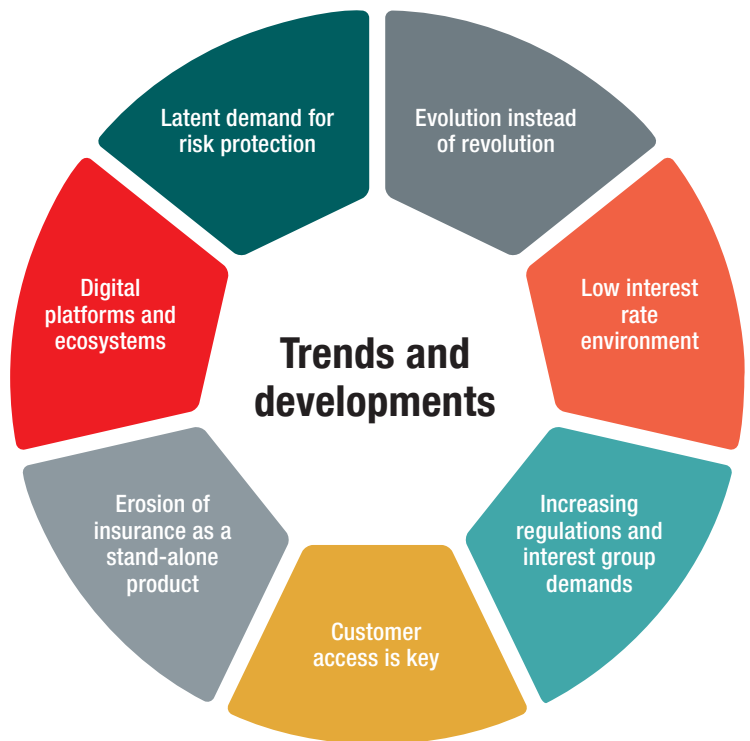 Trends and
developments
Evolution instead
of revolution
Low interest
rate
environment
Increasing
regulations and
interest group
demands
Customer
access is key
Erosion of
insurance as a
stand-alone
product
Digital
platforms and
ecosystems
Latent demand for
risk protection